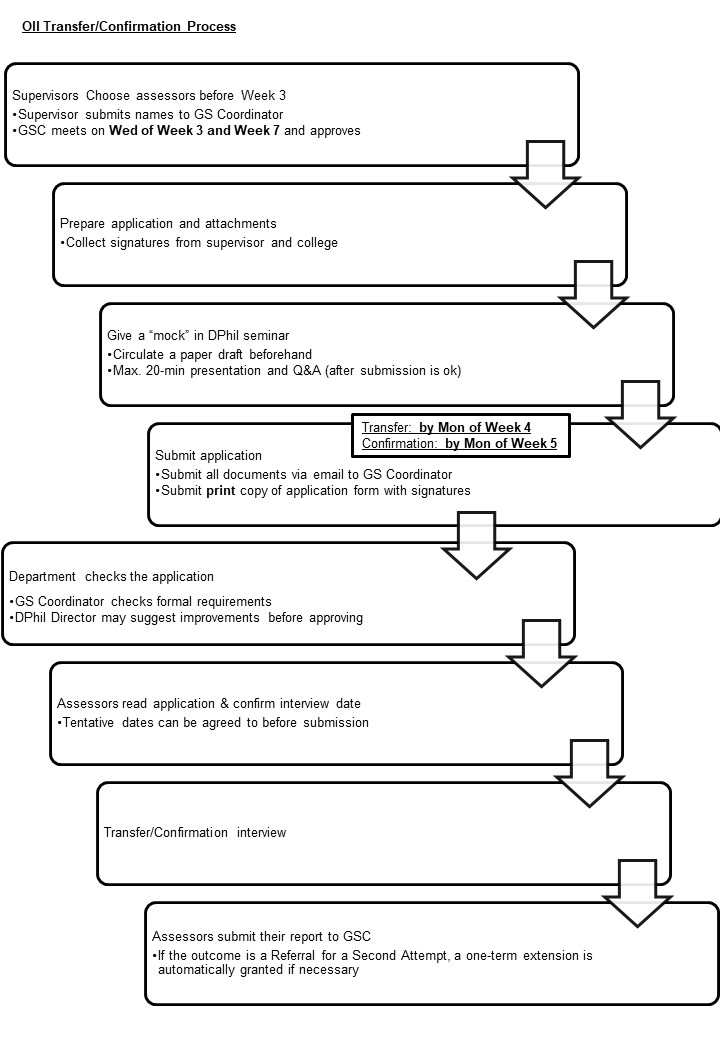 OII Transfer/Confirmation Process
Supervisors Choose assessors before Week 3
•Supervisor submits names to GS Coordinator
•GSC meets on Wed of Week 3 and Week 7 and approves
Prepare application and attachments
•Collect signatures from supervisor and college
Give a “mock” in DPhil seminar
•Circulate a paper draft beforehand
•Max. 20-min presentation and Q&A (after submission is ok)
Transfer: by Mon of Week 4
Confirmation: by Mon of Week 5
Submit application
•Submit all documents via email to GS Coordinator
•Submit print copy of application form with signatures
Department checks the application
•GS Coordinator checks formal requirements
•DPhil Director may suggest improvements before approving
Assessors read application & confirm interview date
•Tentative dates can be agreed to before submission
Transfer/Confirmation interview
Assessors submit their report to GSC
•If the outcome is a Referral for a Second Attempt, a one-term extension is
automatically granted if necessary